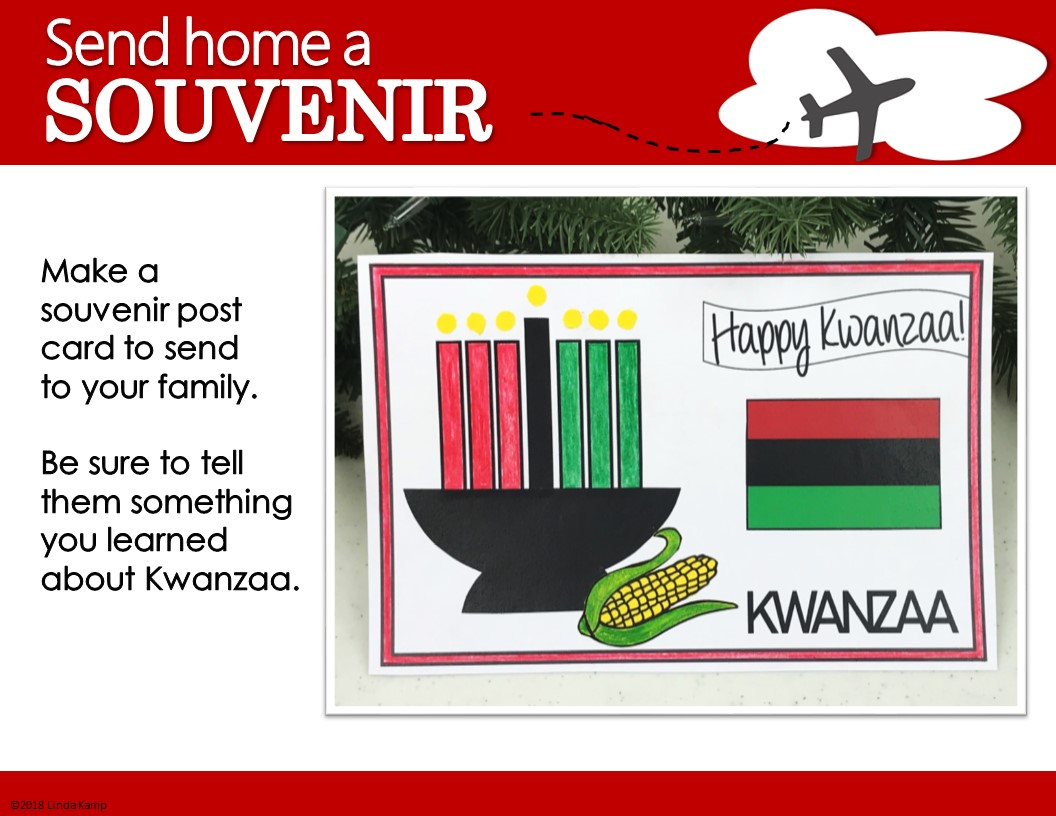 Send home a
SOUVENIR
Make a
souvenir post
card to send
to your family.
Be sure to tell
them something
you learned
about Kwanzaa.
Happy Kwanzaa!
KWANZAA
©2018 Linda Kamp